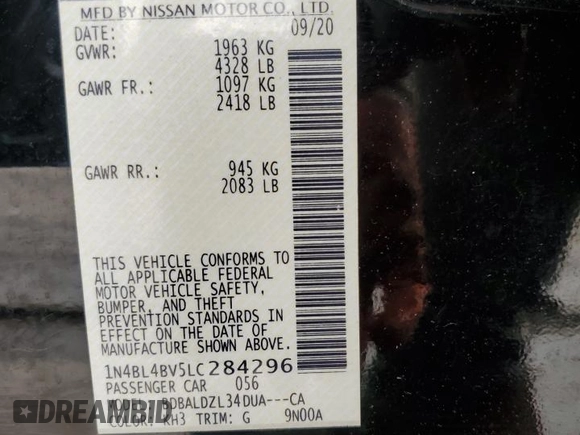 MFD BY NISSAN MOTOR CO., LTD.
DATE: 09/20
GVWR: 1963 KG
4328 LB
GAWR FR.: 1097 KG
2418 LB
GAWR RR.: 945 KG
2083 LB
THIS VEHICLE CONFORMS TO
ALL APPLICABLE FEDERAL
MOTOR VEHICLE SAFETY,
BUMPER, AND THEFT
PREVENTION STANDARDS IN
EFFECT ON THE DATE OF
MANUFACTURE SHOWN ABOVE.
1N4BL4BV5LC284296
PASSENGER CAR 056
BDBALDZL34DUA---CA
COLOR: KH3 TRIM: G 9N00A
RIDESAFELY